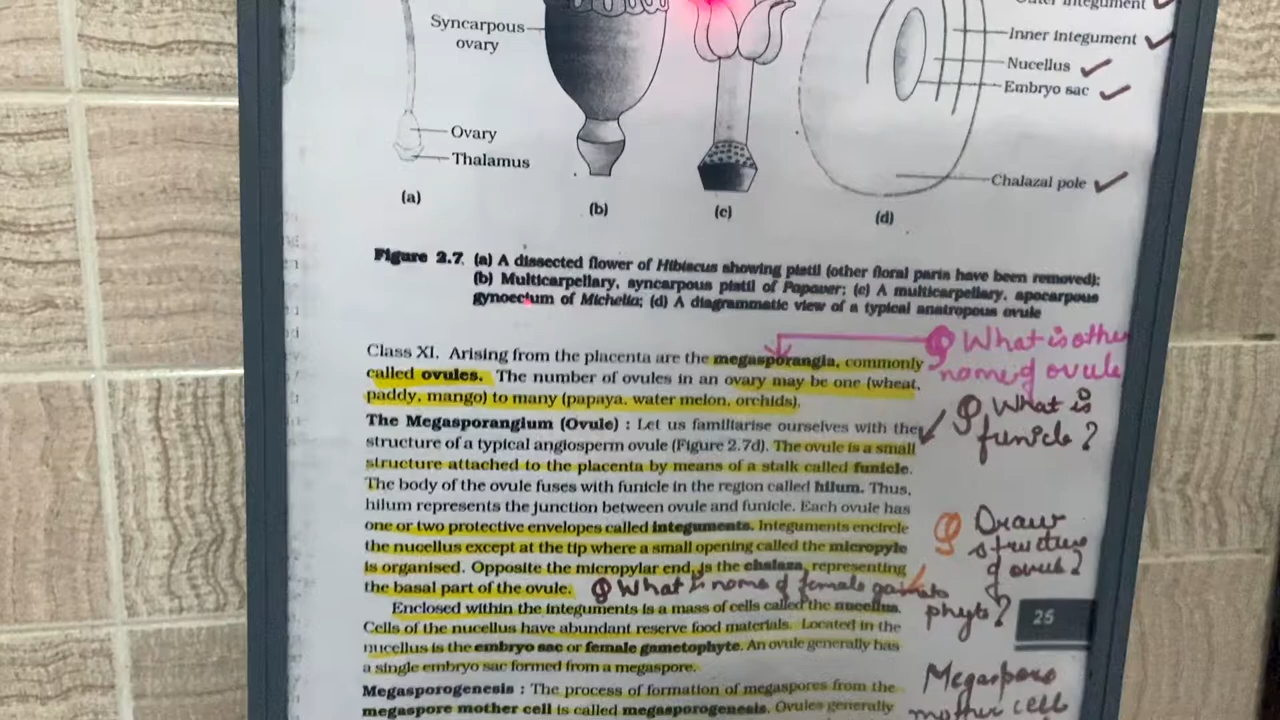 Outer integument
Syncarpous
ovary
Inner integument
Nucellus
Embryo sac
Ovary
Thalamus
Chalazal pole
(a)
(b)
(c)
(d)
Figure 2.7 (a) A dissected flower of Hibiscus showing pistil (other floral parts have been removed);
(b) Multicarpellary, syncarpous pistil of Papaver; (c) A multicarpellary, apocarpous
gynoecium of Michelia; (d) A diagrammatic view of a typical anatropous ovule
Q What is other
name of ovule
Class XI. Arising from the placenta are the megasporangia, commonly
called ovules. The number of ovules in an ovary may be one (wheat,
paddy, mango) to many (papaya, water melon, orchids).
Q What is
funicle?
The Megasporangium (Ovule) : Let us familiarise ourselves with the
structure of a typical angiosperm ovule (Figure 2.7d). The ovule is a small
structure attached to the placenta by means of a stalk called funicle.
The body of the ovule fuses with funicle in the region called hilum. Thus,
hilum represents the junction between ovule and funicle. Each ovule has
one or two protective envelopes called integuments. Integuments encircle
the nucellus except at the tip where a small opening called the micropyle
is organised. Opposite the micropylar end, is the chalaza, representing
the basal part of the ovule.
Q Draw
structure
of ovule?
Q What is name of female gameto
phyte?
Enclosed within the integuments is a mass of cells called the nucellus.
Cells of the nucellus have abundant reserve food materials. Located in the
nucellus is the embryo sac or female gametophyte. An ovule generally has
a single embryo sac formed from a megaspore.
25
Megasporogenesis : The process of formation of megaspores from the
megaspore mother cell is called megasporogenesis. Ovules generally
Megaspore
mother cell